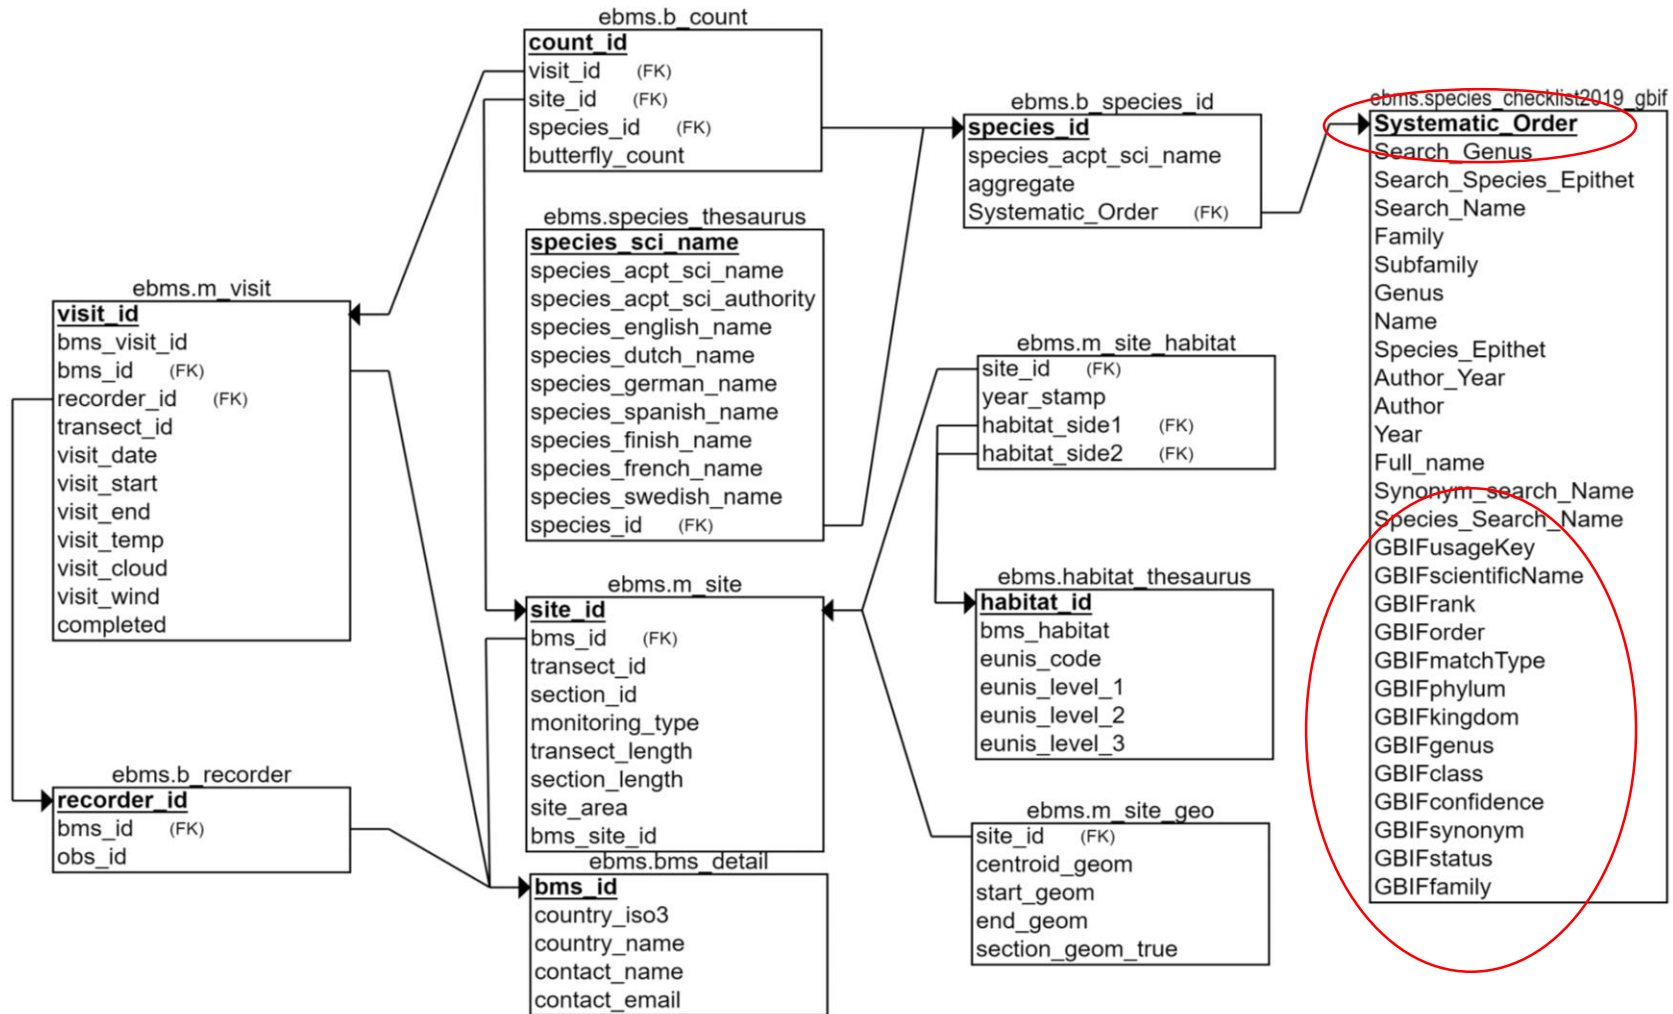 ebms.b_count
count_id
visit_id (FK)
site_id (FK)
species_id (FK)
butterfly_count
ebms.species_thesaurus
species_sci_name
species_acpt_sci_name
species_acpt_sci_authority
species_english_name
species_dutch_name
species_german_name
species_spanish_name
species_finish_name
species_french_name
species_swedish_name
species_id (FK)
ebms.m_visit
visit_id
bms_visit_id
bms_id (FK)
recorder_id (FK)
transect_id
visit_date
visit_start
visit_end
visit_temp
visit_cloud
visit_wind
completed
ebms.b_recorder
recorder_id
bms_id (FK)
obs_id
ebms.m_site
site_id
bms_id (FK)
transect_id
section_id
monitoring_type
transect_length
section_length
site_area
bms_site_id
ebms.bms_detail
bms_id
country_iso3
country_name
contact_name
contact_email
ebms.b_species_id
species_id
species_acpt_sci_name
aggregate
Systematic_Order (FK)
ebms.m_site_habitat
site_id (FK)
year_stamp
habitat_side1 (FK)
habitat_side2 (FK)
ebms.habitat_thesaurus
habitat_id
bms_habitat
eunis_code
eunis_level_1
eunis_level_2
eunis_level_3
ebms.m_site_geo
site_id (FK)
centroid_geom
start_geom
end_geom
section_geom_true
ebms.species_checklist2019_gbif
Systematic_Order
Search_Genus
Search_Species_Epithet
Search_Name
Family
Subfamily
Genus
Name
Species_Epithet
Author_Year
Author
Year
Full_name
Synonym_search_Name
Species_Search_Name
GBIFusageKey
GBIFscientificName
GBIFrank
GBIForder
GBIFmatchType
GBIFphylum
GBIFkingdom
GBIFgenus
GBIFclass
GBIFconfidence
GBIFsynonym
GBIFstatus
GBIFfamily